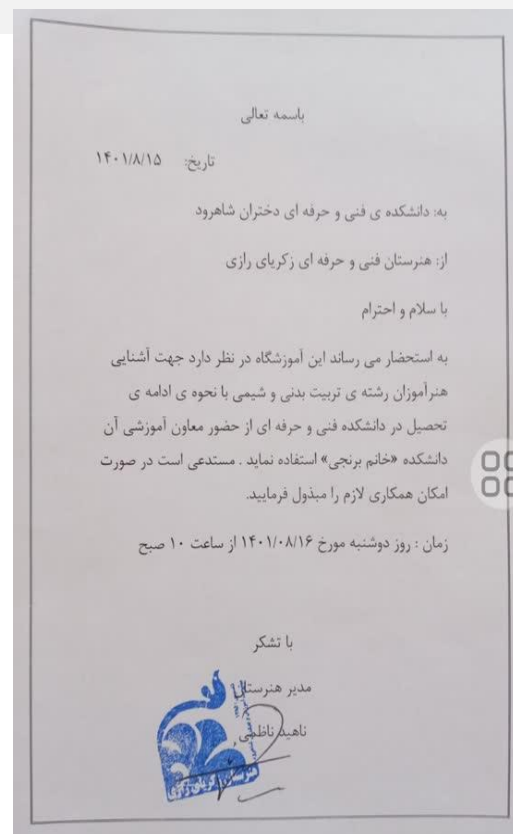 باسمه تعالی
تاریخ: ۱۴۰۱/۸/۱۵
به: دانشکده ی فنی و حرفه ای دختران شاهرود
از: هنرستان فنی و حرفه ای زکریای رازی
با سلام و احترام
به استحضار می رساند این آموزشگاه در نظر دارد جهت آشنایی
هنرآموزان رشته ی تربیت بدنی و شیمی با نحوه ی ادامه ی
تحصیل در دانشکده فنی و حرفه ای از حضور معاون آموزشی آن
دانشکده «خانم برنجی» استفاده نماید . مستدعی است در صورت
امکان همکاری لازم را مبذول فرمایید.
زمان : روز دوشنبه مورخ ۱۴۰۱/۰۸/۱۶ از ساعت ۱۰ صبح
با تشکر
مدیر هنرستان
ناهید ناظمی